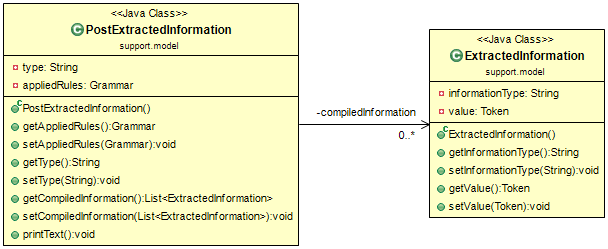 <<Java Class>>
PostExtractedInformation
support.model
type: String
appliedRules: Grammar
PostExtractedInformation()
getAppliedRules():Grammar
setAppliedRules(Grammar):void
getType():String
setType(String):void
getCompiledInformation():List<ExtractedInformation>
setCompiledInformation(List<ExtractedInformation>):void
printText():void
-compiledInformation
0..*
<<Java Class>>
ExtractedInformation
support.model
informationType: String
value: Token
ExtractedInformation()
getInformationType():String
setInformationType(String):void
getValue():Token
setValue(Token):void